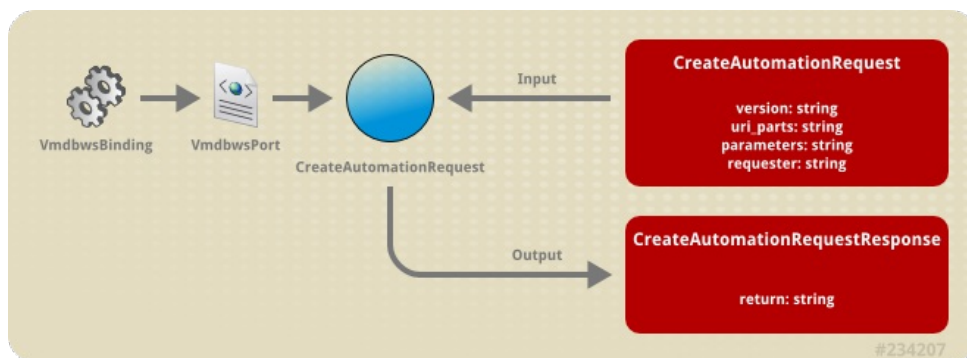 VmdbwsBinding
VmdbwsPort
CreateAutomationRequest
Input
CreateAutomationRequest
version: string
uri_parts: string
parameters: string
requester: string
Output
CreateAutomationRequestResponse
return: string
#234207